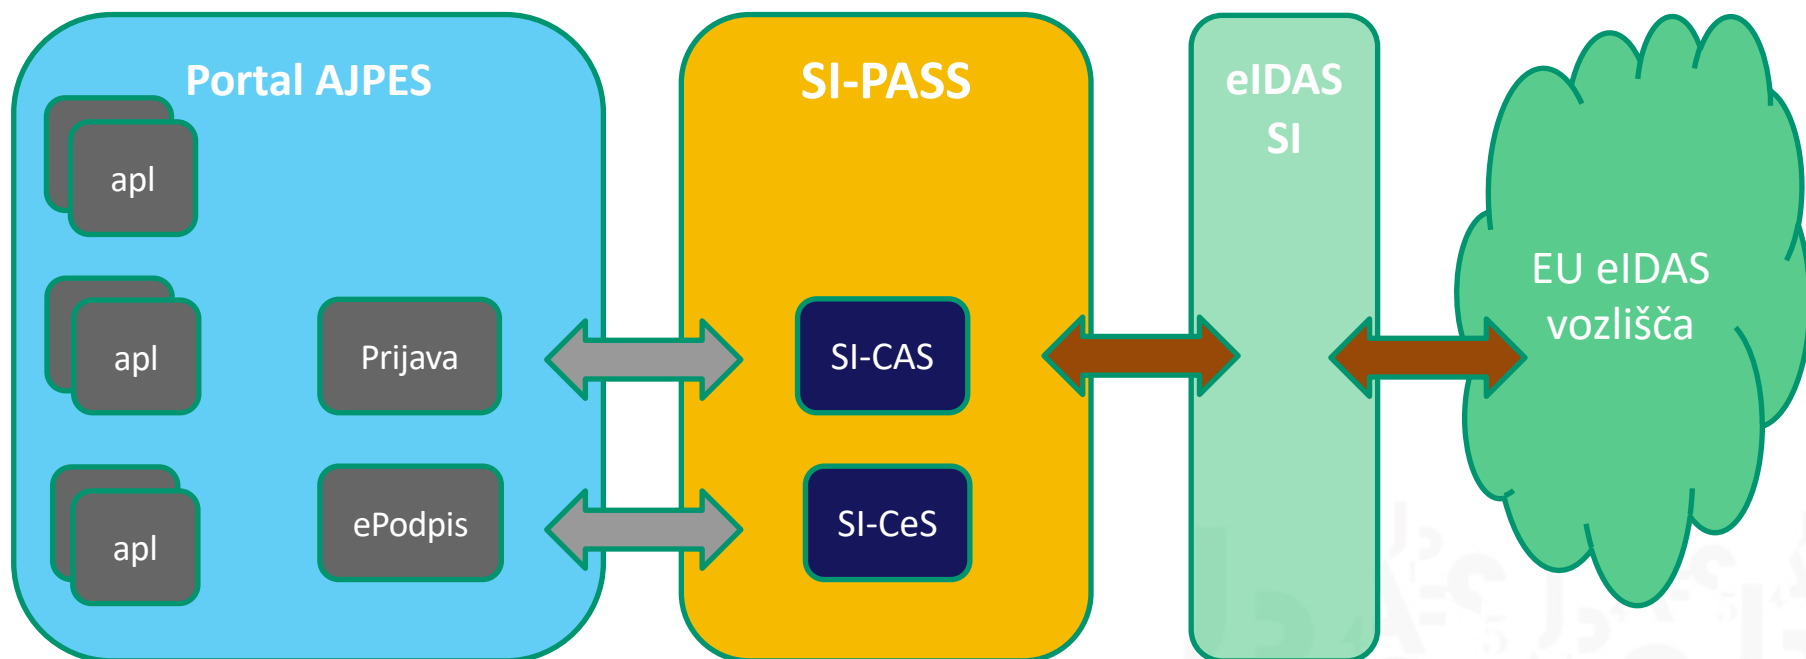 Portal AJPES
apl
apl
Prijava
apl
ePodpis
SI-PASS
SI-CAS
SI-CeS
eIDAS
SI
EU eIDAS
vozlišča